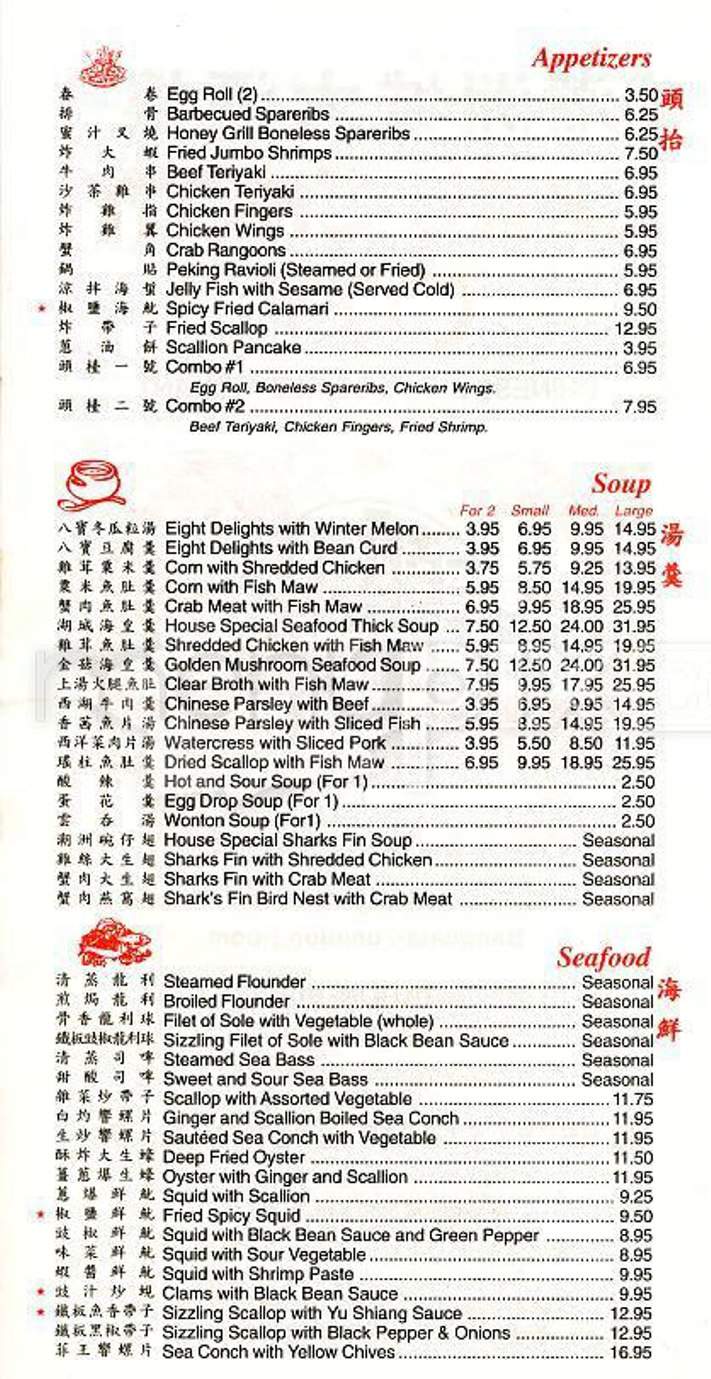 Appetizers
頭抬
春卷 Egg Roll (2) 3.50
排骨 Barbecued Spareribs 6.25
蜜汁叉燒 Honey Grill Boneless Spareribs 6.25
炸大蝦 Fried Jumbo Shrimps 7.50
牛肉串 Beef Teriyaki 6.95
沙茶雞串 Chicken Teriyaki 6.95
炸雞指 Chicken Fingers 5.95
炸雞翼 Chicken Wings 5.95
蟹角 Crab Rangoons 6.95
鍋貼 Peking Ravioli (Steamed or Fried) 5.95
涼拌海蜇 Jelly Fish with Sesame (Served Cold) 6.95
* 椒鹽海魷 Spicy Fried Calamari 9.50
炸帶子 Fried Scallop 12.95
蔥油餅 Scallion Pancake 3.95
頭檯一號 Combo #1 6.95
Egg Roll, Boneless Spareribs, Chicken Wings.
頭檯二號 Combo #2 7.95
Beef Teriyaki, Chicken Fingers, Fried Shrimp.
Soup
湯羹
For 2 Small Med. Large
八寶冬瓜粒湯 Eight Delights with Winter Melon 3.95 6.95 9.95 14.95
八寶豆腐羹 Eight Delights with Bean Curd 3.95 6.95 9.95 14.95
雞茸粟米羹 Corn with Shredded Chicken 3.75 5.75 9.25 13.95
粟米魚肚羹 Corn with Fish Maw 5.95 8.50 14.95 19.95
蟹肉魚肚羹 Crab Meat with Fish Maw 6.95 9.95 18.95 25.95
湖城海皇羹 House Special Seafood Thick Soup 7.50 12.50 24.00 31.95
雞茸魚肚羹 Shredded Chicken with Fish Maw 5.95 8.95 14.95 19.95
金菇海皇羹 Golden Mushroom Seafood Soup 7.50 12.50 24.00 31.95
上湯火腿魚肚 Clear Broth with Fish Maw 7.95 9.95 17.95 25.95
西湖牛肉羹 Chinese Parsley with Beef 3.95 6.95 9.95 14.95
香茜魚片湯 Chinese Parsley with Sliced Fish 5.95 8.95 14.95 19.95
西洋菜肉片湯 Watercress with Sliced Pork 3.95 5.50 8.50 11.95
瑤柱魚肚羹 Dried Scallop with Fish Maw 6.95 9.95 18.95 25.95
酸辣羹 Hot and Sour Soup (For 1) 2.50
蛋花羹 Egg Drop Soup (For 1) 2.50
雲吞湯 Wonton Soup (For1) 2.50
潮洲碗仔翅 House Special Sharks Fin Soup Seasonal
雞絲大生翅 Sharks Fin with Shredded Chicken Seasonal
蟹肉大生翅 Sharks Fin with Crab Meat Seasonal
蟹肉燕窩翅 Shark's Fin Bird Nest with Crab Meat Seasonal
Seafood
海鮮
清蒸龍利 Steamed Flounder Seasonal
煎焗龍利 Broiled Flounder Seasonal
骨香龍利球 Filet of Sole with Vegetable (whole) Seasonal
鐵板豉椒龍利球 Sizzling Filet of Sole with Black Bean Sauce Seasonal
清蒸司啤 Steamed Sea Bass Seasonal
甜酸司啤 Sweet and Sour Sea Bass Seasonal
雜菜炒帶子 Scallop with Assorted Vegetable 11.75
白灼響螺片 Ginger and Scallion Boiled Sea Conch 11.95
生炒響螺片 Sautéed Sea Conch with Vegetable 11.95
酥炸大生蠔 Deep Fried Oyster 11.50
薑蔥爆生蠔 Oyster with Ginger and Scallion 11.95
蔥爆鮮魷 Squid with Scallion 9.25
* 椒鹽鮮魷 Fried Spicy Squid 9.50
豉椒鮮魷 Squid with Black Bean Sauce and Green Pepper 8.95
味菜鮮魷 Squid with Sour Vegetable 8.95
蝦醬鮮魷 Squid with Shrimp Paste 9.95
* 豉汁炒蜆 Clams with Black Bean Sauce 9.95
* 鐵板魚香帶子 Sizzling Scallop with Yu Shiang Sauce 12.95
鐵板黑椒帶子 Sizzling Scallop with Black Pepper & Onions 12.95
韮王響螺片 Sea Conch with Yellow Chives 16.95